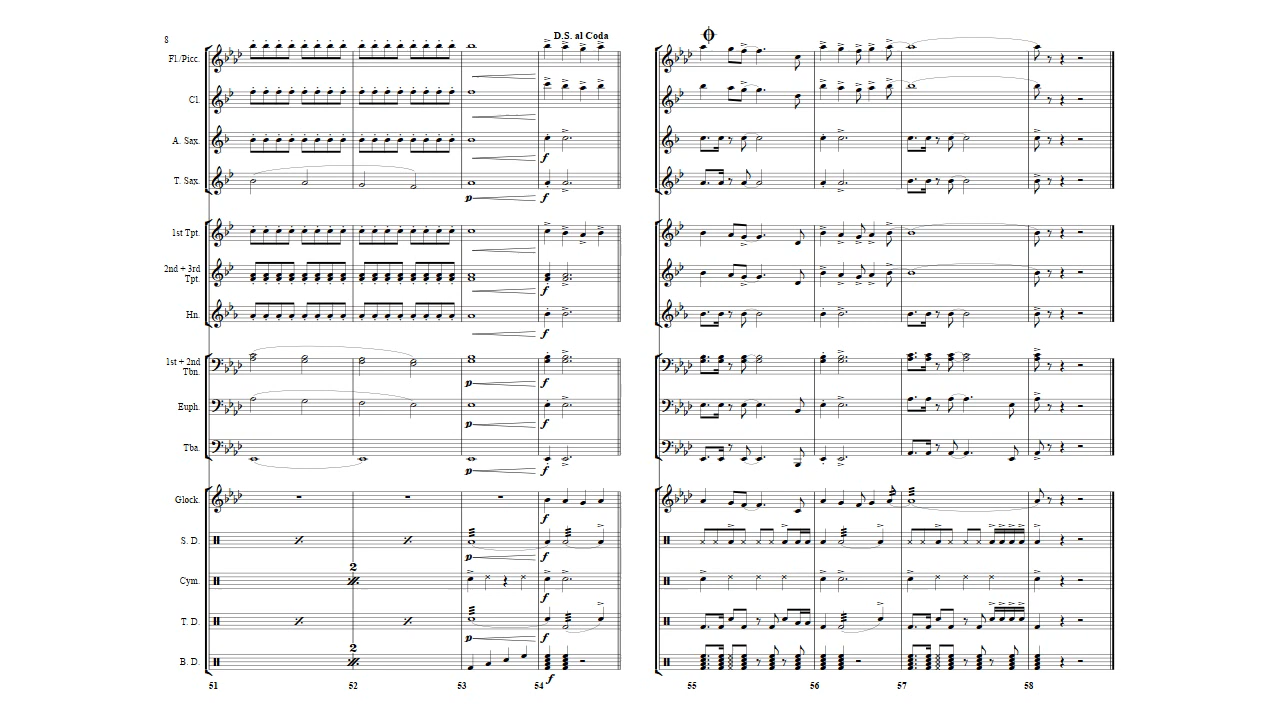 8
D.S. al Coda
Fl/Picc.
Cl.
A. Sax.
f
T. Sax.
p f
1st Tpt.
2nd + 3rd
Tpt.
f
Hn.
f
1st + 2nd
Tbn.
p f
Euph.
p f
Tba.
p f
Glock.
f
S. D.
p f
2
Cym.
f
T. D.
p f
2
B. D.
f
51 52 53 54 55 56 57 58